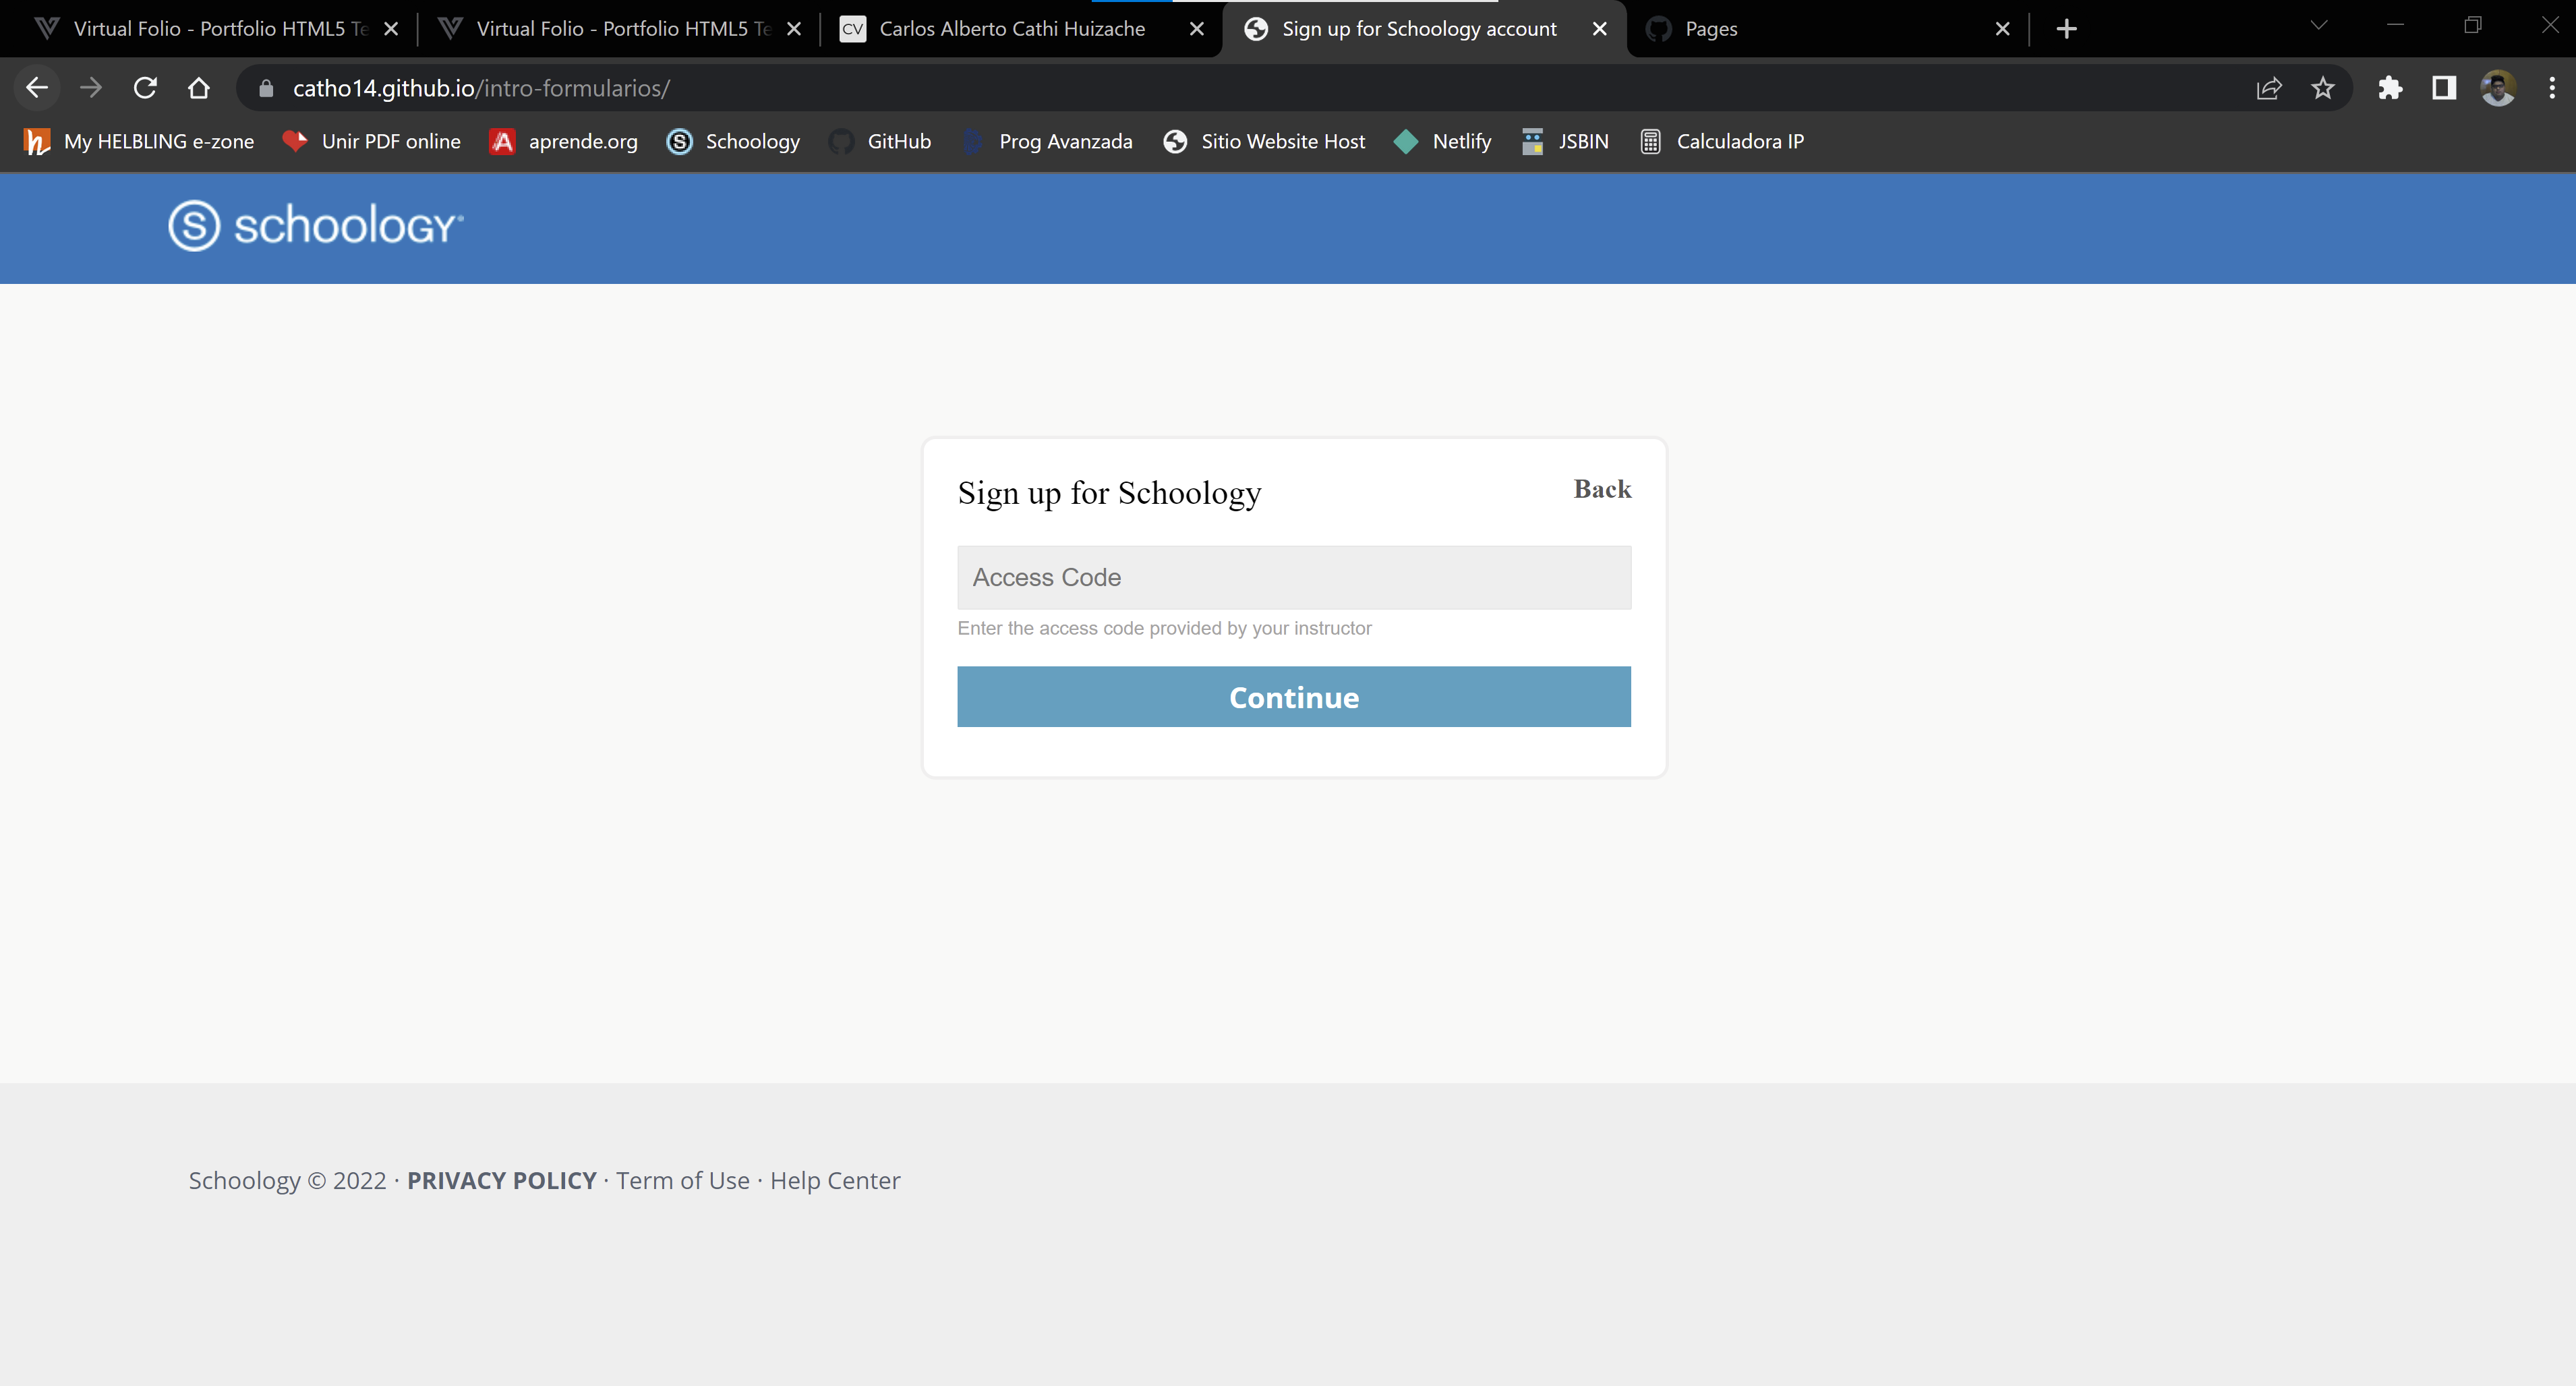 Virtual Folio - Portfolio HTML5 Te
Virtual Folio - Portfolio HTML5 Te
CV Carlos Alberto Cathi Huizache
Sign up for Schoology account
Pages
catho14.github.io/intro-formularios/
My HELBLING e-zone
Unir PDF online
aprende.org
Schoology
GitHub
Prog Avanzada
Sitio Website Host
Netlify
JSBIN
Calculadora IP
S schoology®
Sign up for Schoology
Back
Access Code
Enter the access code provided by your instructor
Continue
Schoology © 2022 · PRIVACY POLICY · Term of Use · Help Center